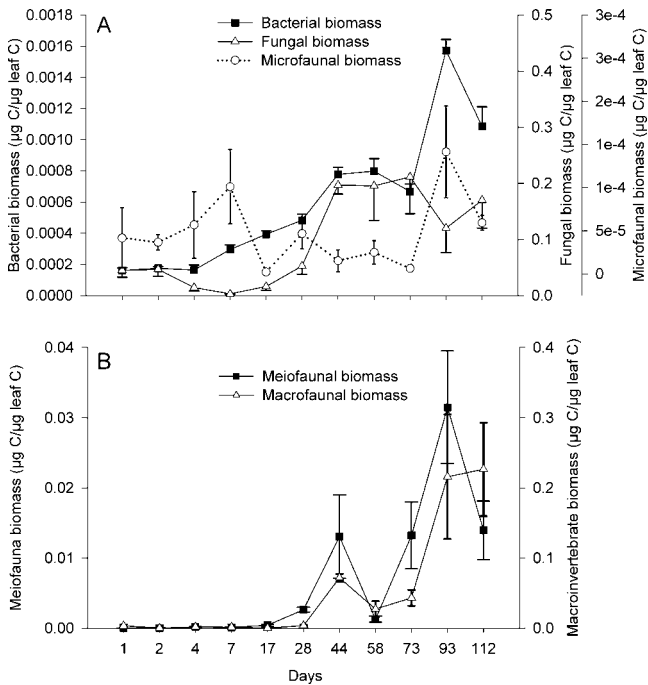 A
Bacterial biomass
Fungal biomass
Microfaunal biomass
Bacterial biomass (µg C/µg leaf C)
0.0018
0.0016
0.0014
0.0012
0.0010
0.0008
0.0006
0.0004
0.0002
0.0000
Fungal biomass (µg C/µg leaf C)
0.5
0.4
0.3
0.2
0.1
0.0
Microfaunal biomass (µg C/µg leaf C)
3e-4
3e-4
2e-4
2e-4
1e-4
1e-4
5e-5
0
B
Meiofaunal biomass
Macrofaunal biomass
Meiofauna biomass (µg C/µg leaf C)
0.04
0.03
0.02
0.01
0.00
Macroinvertebrate biomass (µg C/µg leaf C)
0.4
0.3
0.2
0.1
0.0
1 2 4 7 17 28 44 58 73 93 112
Days